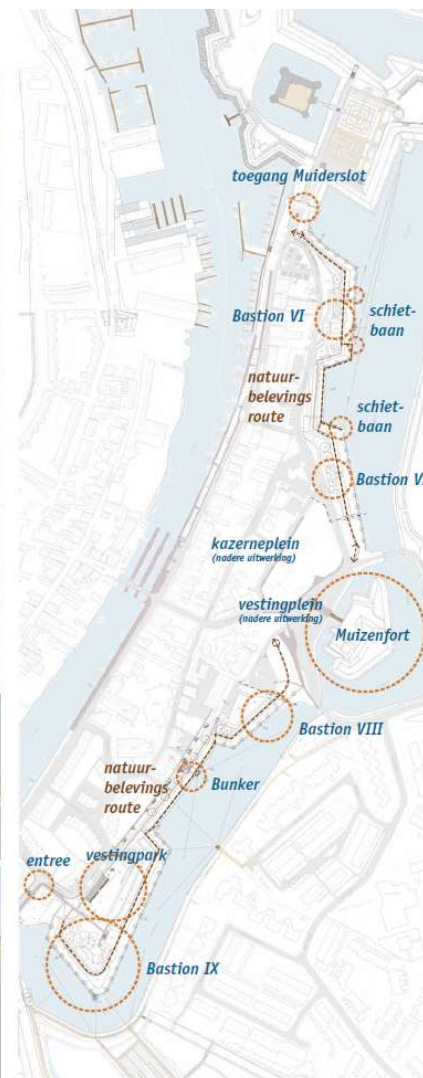 toegang Muiderslot
Bastion VI
schiet-
baan
natuur-
belevings
route
schiet-
baan
kazerneplein
(nadere uitwerking)
vestingplein
(nadere uitwerking)
Muizenfort
Bastion VIII
natuur-
belevings
route
Bunker
entree
vestingpark
Bastion IX